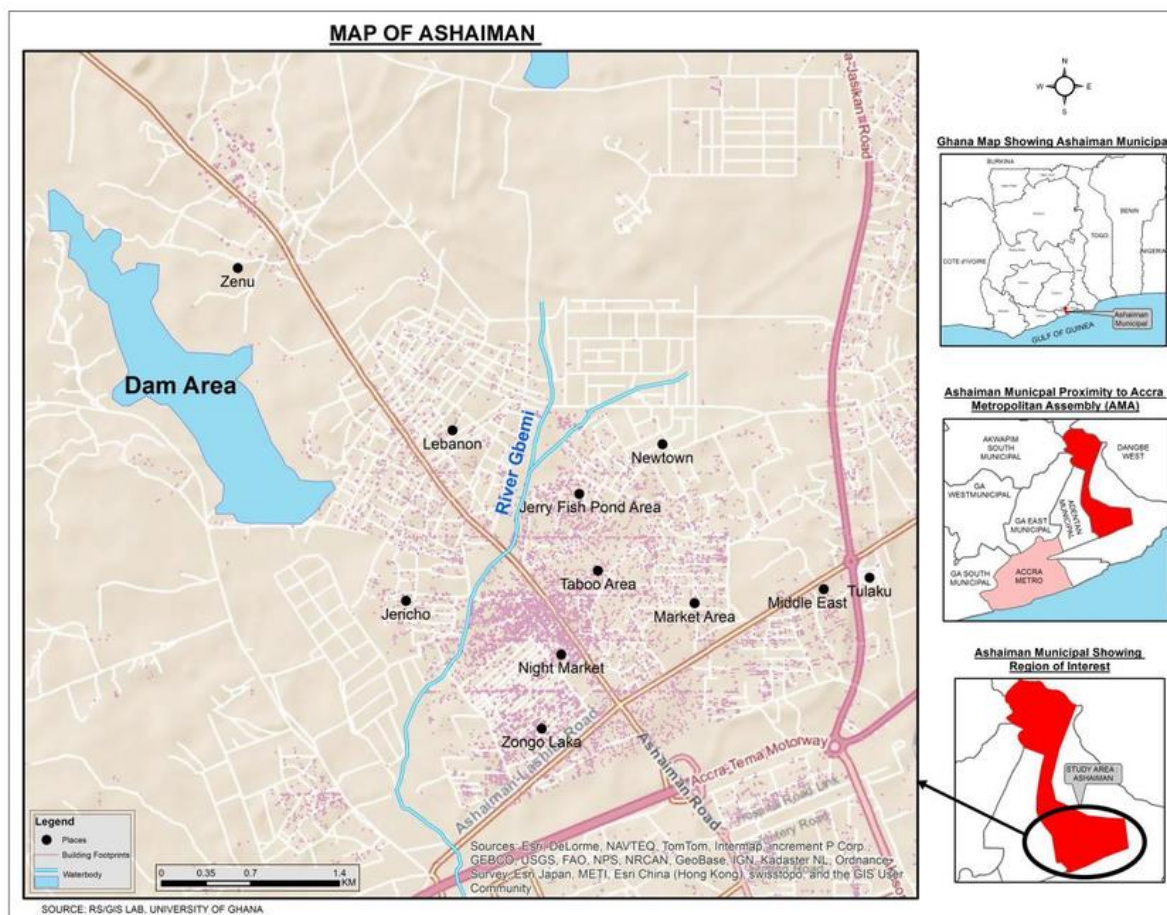 MAP OF ASHAIMAN
a-Jasikan Road
Zenu
Dam Area
Lebanon
River Gbemi
Newtown
Jerry Fish Pond Area
Taboo Area
Jericho
Market Area
Middle East
Tulaku
Night Market
Zongo Laka
Ashaiman-Lashibi Road
Ashaiman Road
Accra-Tema Motorway
Hospital Road Link
Legend
Places
Building Footprints
Waterbody
0 0.35 0.7 1.4
KM
Sources: Esri, DeLorme, NAVTEQ, TomTom, Intermap, increment P Corp.,
GEBCO, USGS, FAO, NPS, NRCAN, GeoBase, IGN, Kadaster NL, Ordnance
Survey, Esri Japan, METI, Esri China (Hong Kong), swisstopo, and the GIS User
Community
SOURCE: RS/GIS LAB, UNIVERSITY OF GHANA
N
W E
S
Ghana Map Showing Ashaiman Municipal
BURKINA
BENIN
TOGO
NIGERIA
COTE d'IVOIRE
Ashaiman
Municipal
GULF OF GUINEA
Ashaiman Municpal Proximity to Accra
Metropolitan Assembly (AMA)
AKWAPIM
SOUTH
MUNICIPAL
DANGBE
WEST
GA
WESTMUNICIPAL
GA EAST
MUNICIPAL
ADENTAN
MUNICIPAL
GA SOUTH
MUNICIPAL
ACCRA
METRO
Ashaiman Municipal Showing
Region of Interest
STUDY AREA :
ASHAIMAN